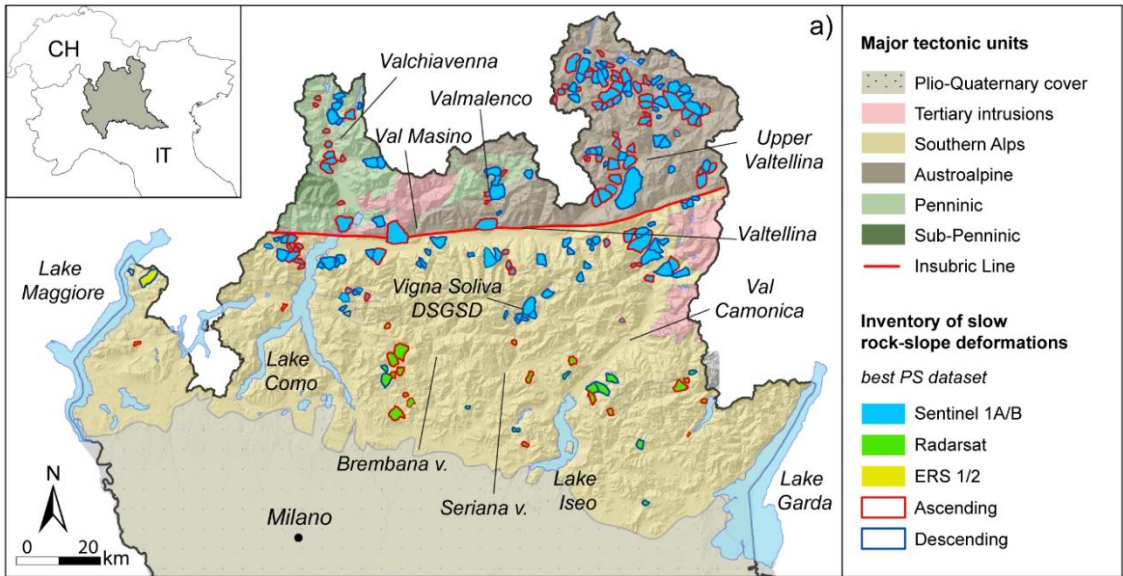 CH
IT
a)
Valchiavenna
Valmalenco
Val Masino
Upper
Valtellina
Valtellina
Lake
Maggiore
Vigna Soliva
DSGSD
Val
Camonica
Lake
Como
Brembana v.
Seriana v.
Lake
Iseo
Lake
Garda
Milano
N
0 20
km
Major tectonic units
Plio-Quaternary cover
Tertiary intrusions
Southern Alps
Austroalpine
Penninic
Sub-Penninic
Insubric Line
Inventory of slow
rock-slope deformations
best PS dataset
Sentinel 1A/B
Radarsat
ERS 1/2
Ascending
Descending